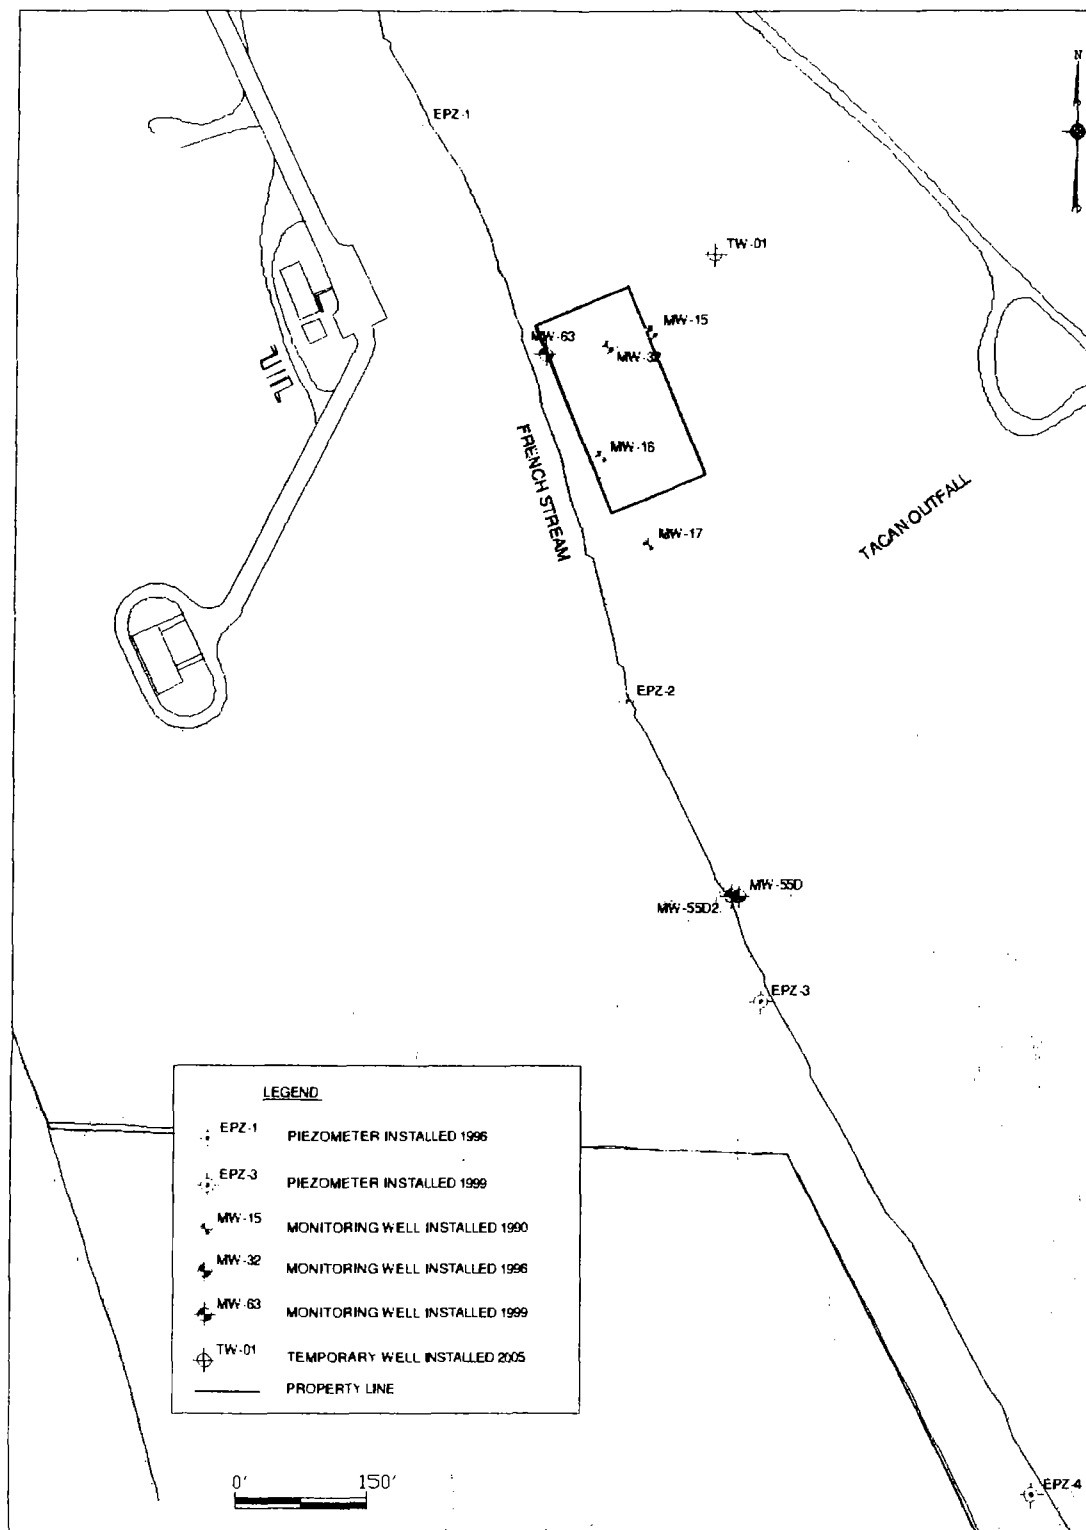 N
EPZ-1
TW-01
MW-15
MW-63
MW-32
FRENCH STREAM
MW-16
TACAN OUTFALL
MW-17
EPZ-2
MW-55D
MW-55D2
EPZ-3
LEGEND
EPZ-1 PIEZOMETER INSTALLED 1996
EPZ-3 PIEZOMETER INSTALLED 1999
MW-15 MONITORING WELL INSTALLED 1990
MW-32 MONITORING WELL INSTALLED 1996
MW-63 MONITORING WELL INSTALLED 1999
TW-01 TEMPORARY WELL INSTALLED 2005
PROPERTY LINE
0' 150'
EPZ-4